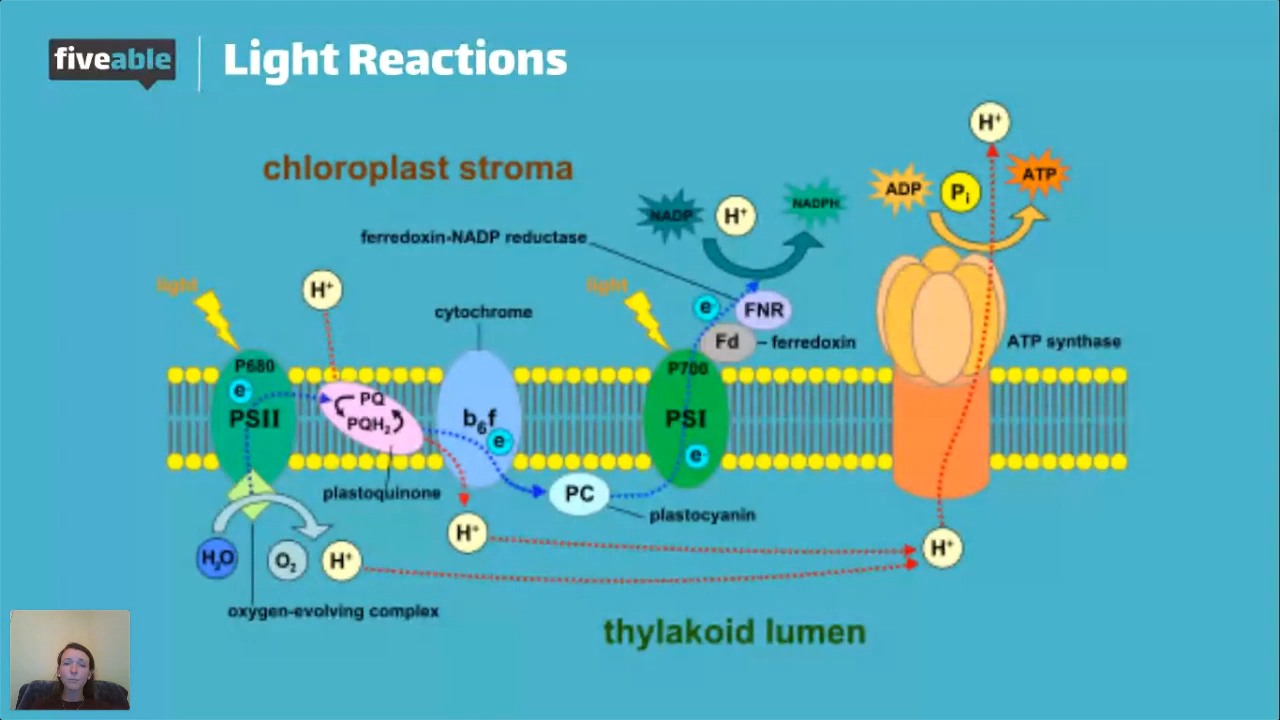 fiveable
Light Reactions
H⁺
chloroplast stroma
ADP
Pᵢ
ATP
NADP
H⁺
NADPH
ferredoxin-NADP reductase
light
H⁺
light
cytochrome
e⁻
FNR
Fd
ferredoxin
ATP synthase
P680
e⁻
PSII
PQ
PQH₂
b₆f
e⁻
P700
PSI
e⁻
plastoquinone
PC
plastocyanin
H⁺
H₂O
O₂
H⁺
H⁺
oxygen-evolving complex
thylakoid lumen